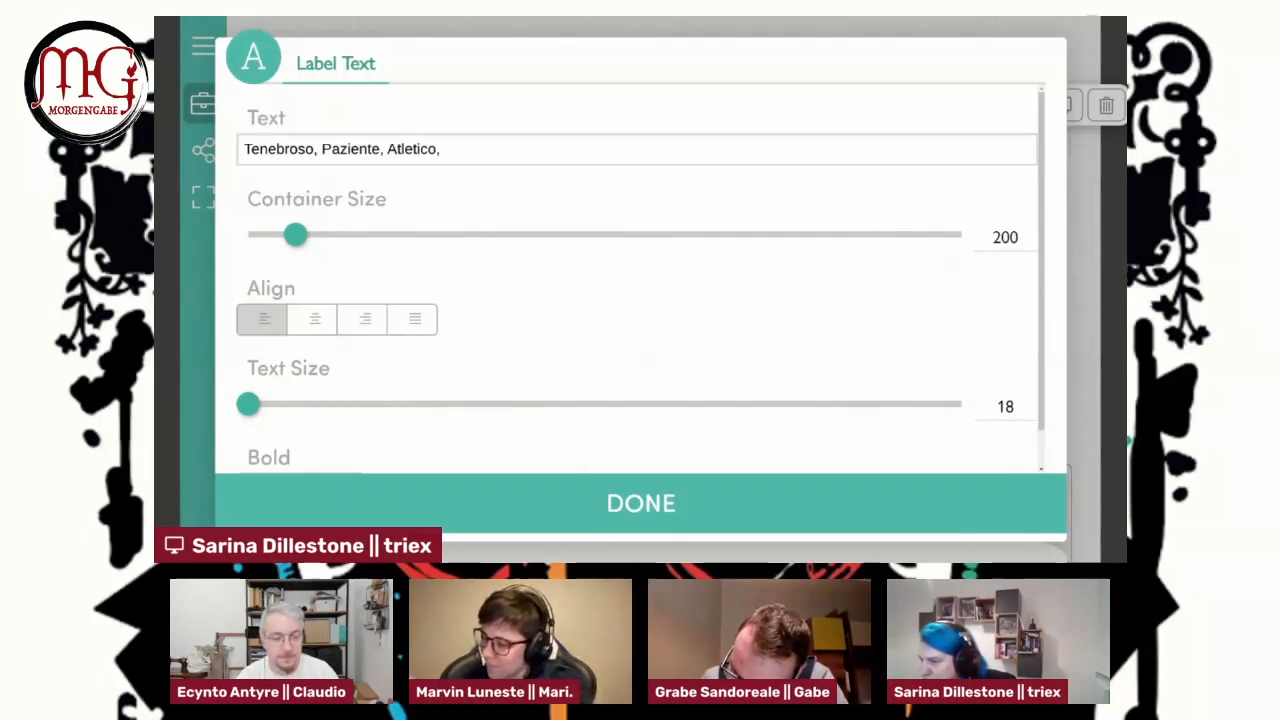 MG
MORGENGABE
A
Label Text
Text
Tenebroso, Paziente, Atletico,
Container Size
200
Align
Text Size
18
Bold
DONE
Sarina Dillestone || triex
Ecynto Antyre || Claudio
Marvin Luneste || Mari.
Grabe Sandoreale || Gabe
Sarina Dillestone || triex